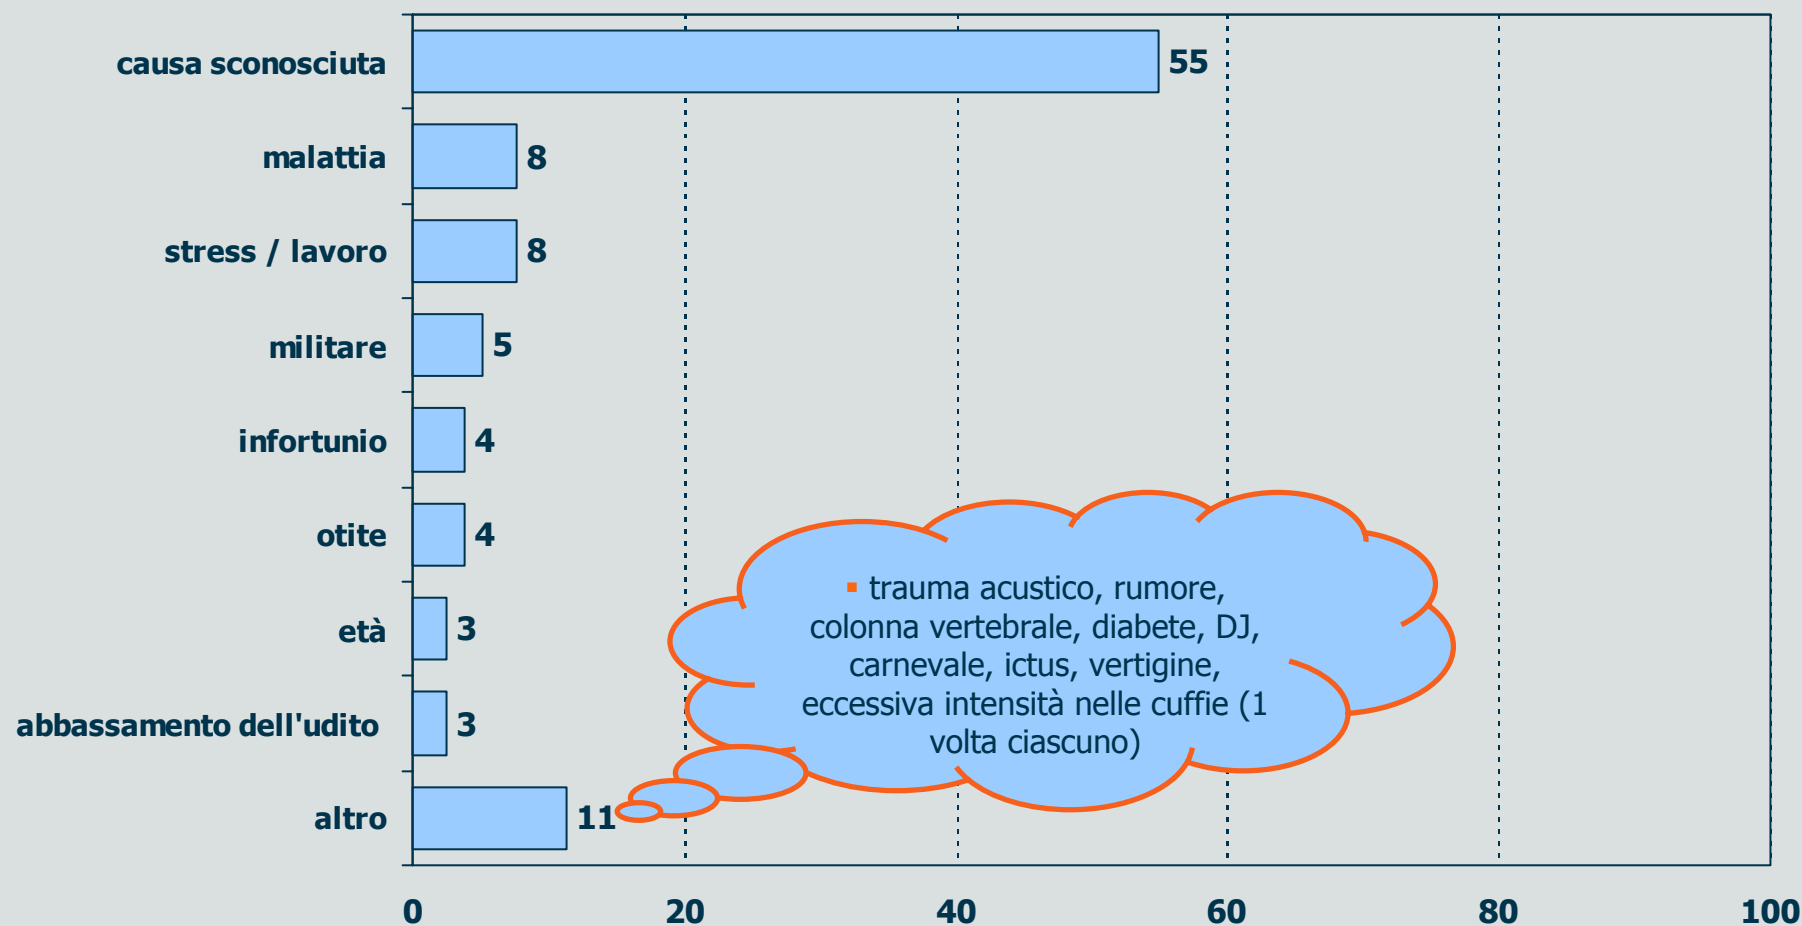 causa sconosciuta 55
malattia 8
stress / lavoro 8
militare 5
infortunio 4
otite 4
età 3
abbassamento dell'udito 3
altro 11
▪ trauma acustico, rumore,
colonna vertebrale, diabete, DJ,
carnevale, ictus, vertigine,
eccessiva intensità nelle cuffie (1
volta ciascuno)
0 20 40 60 80 100